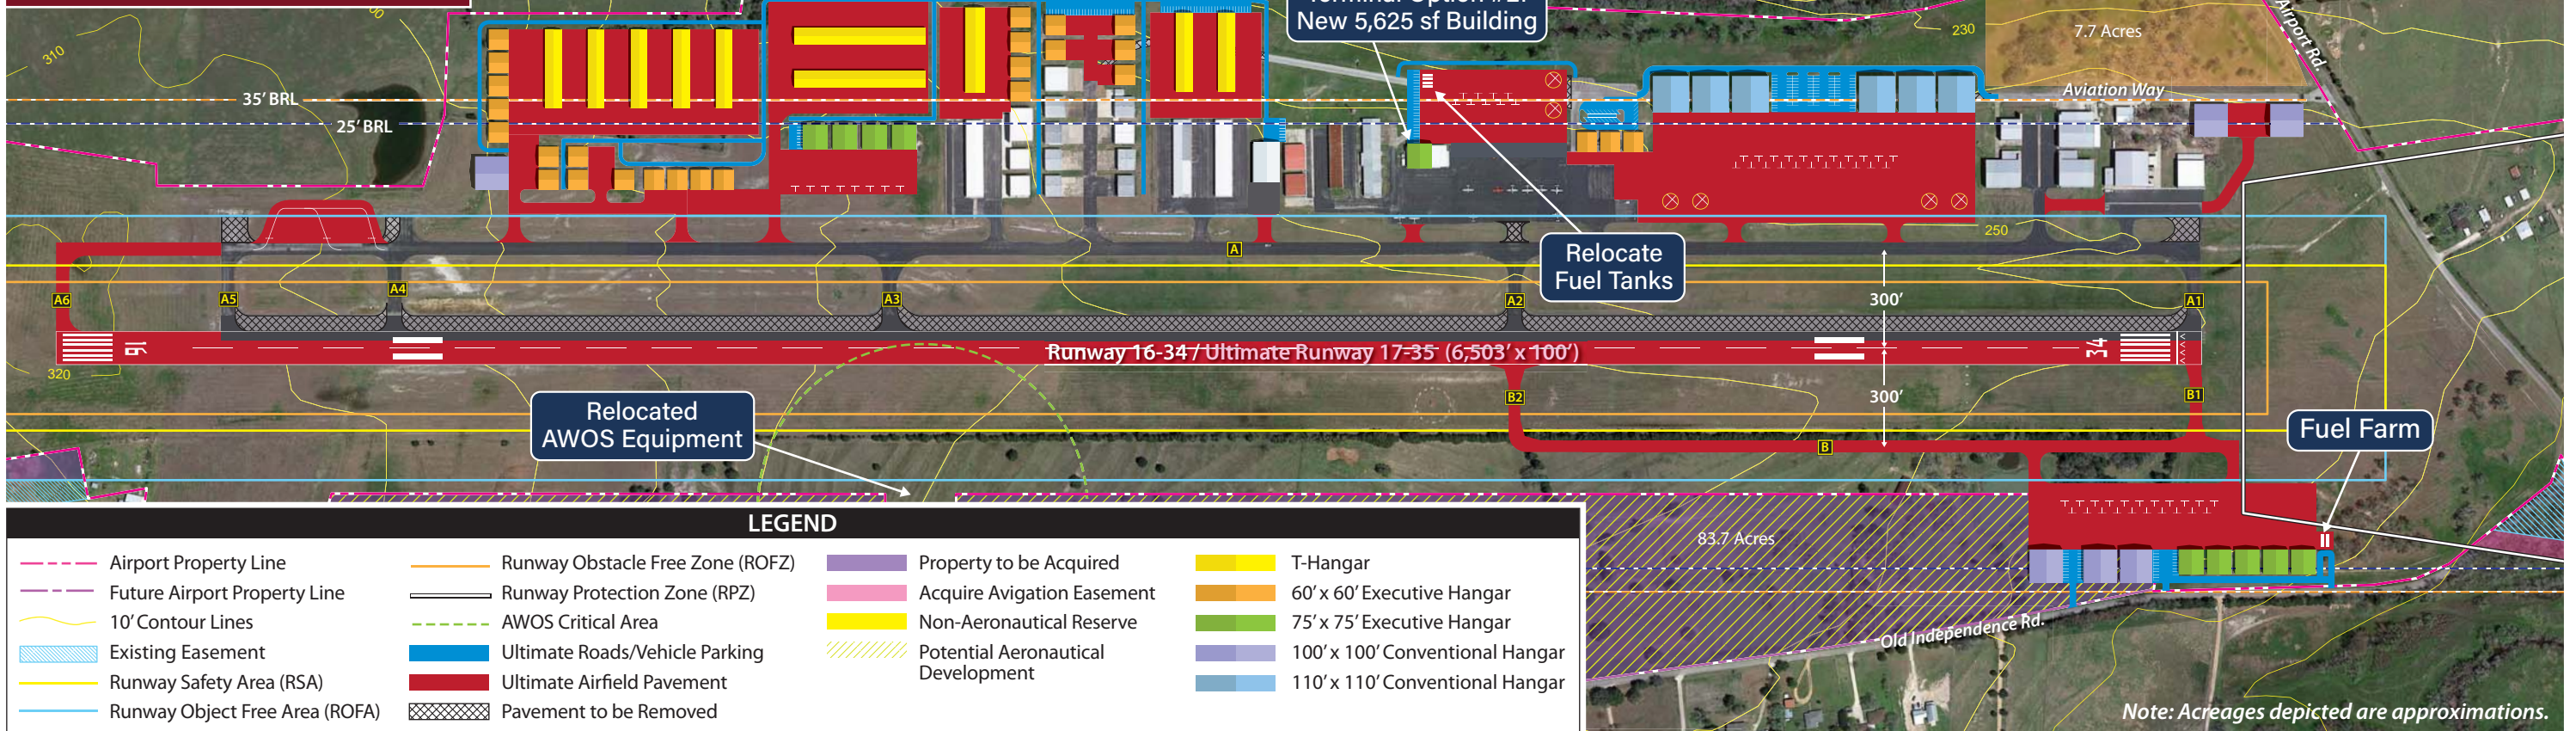 New 5,625 sf Building
230
7.7 Acres
Airport Rd.
310
35' BRL
25' BRL
Aviation Way
250
A
Relocate
Fuel Tanks
A6
A5
A4
A3
A2
300'
A1
16
Runway 16-34 / Ultimate Runway 17-35 (6,503' x 100')
34
320
Relocated
AWOS Equipment
B2
300'
B1
B
Fuel Farm
83.7 Acres
Old Independence Rd.
LEGEND
Airport Property Line
Future Airport Property Line
10' Contour Lines
Existing Easement
Runway Safety Area (RSA)
Runway Object Free Area (ROFA)
Runway Obstacle Free Zone (ROFZ)
Runway Protection Zone (RPZ)
AWOS Critical Area
Ultimate Roads/Vehicle Parking
Ultimate Airfield Pavement
Pavement to be Removed
Property to be Acquired
Acquire Avigation Easement
Non-Aeronautical Reserve
Potential Aeronautical
Development
T-Hangar
60' x 60' Executive Hangar
75' x 75' Executive Hangar
100' x 100' Conventional Hangar
110' x 110' Conventional Hangar
Note: Acreages depicted are approximations.